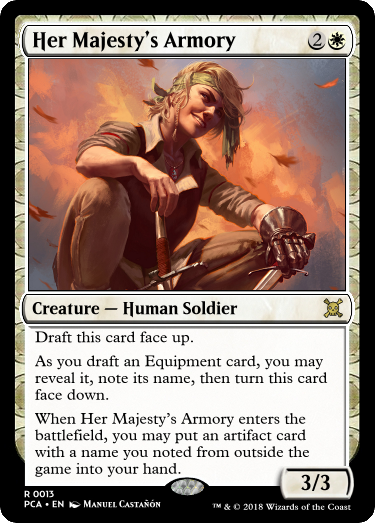 Her Majesty's Armory 2
Creature — Human Soldier
Draft this card face up.
As you draft an Equipment card, you may
reveal it, note its name, then turn this card
face down.
When Her Majesty's Armory enters the
battlefield, you may put an artifact card
with a name you noted from outside the
game into your hand.
3/3
R 0013
PCA • EN Manuel Castañón
™ & © 2018 Wizards of the Coast